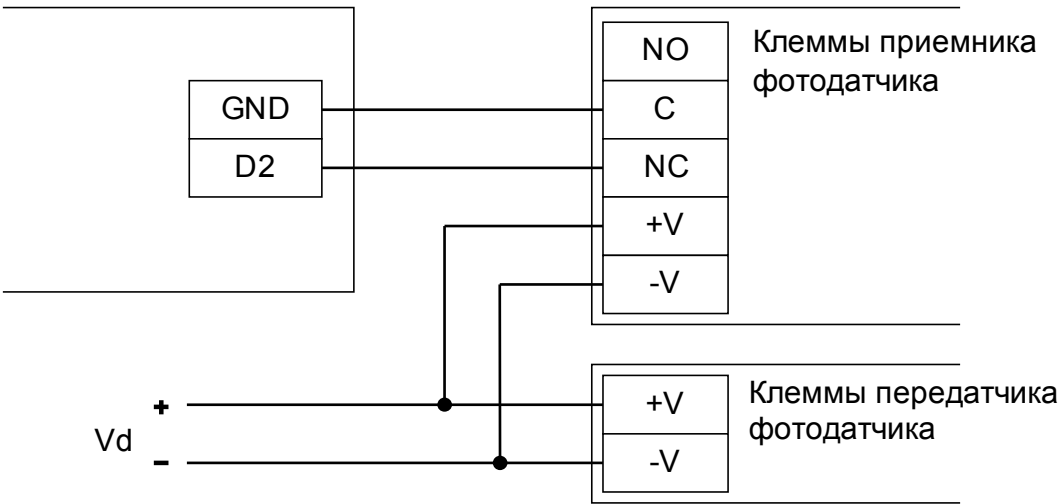 NO
Клеммы приемника
фотодатчика
GND
C
D2
NC
+V
-V
+
+V
Клеммы передатчика
фотодатчика
Vd
-
-V